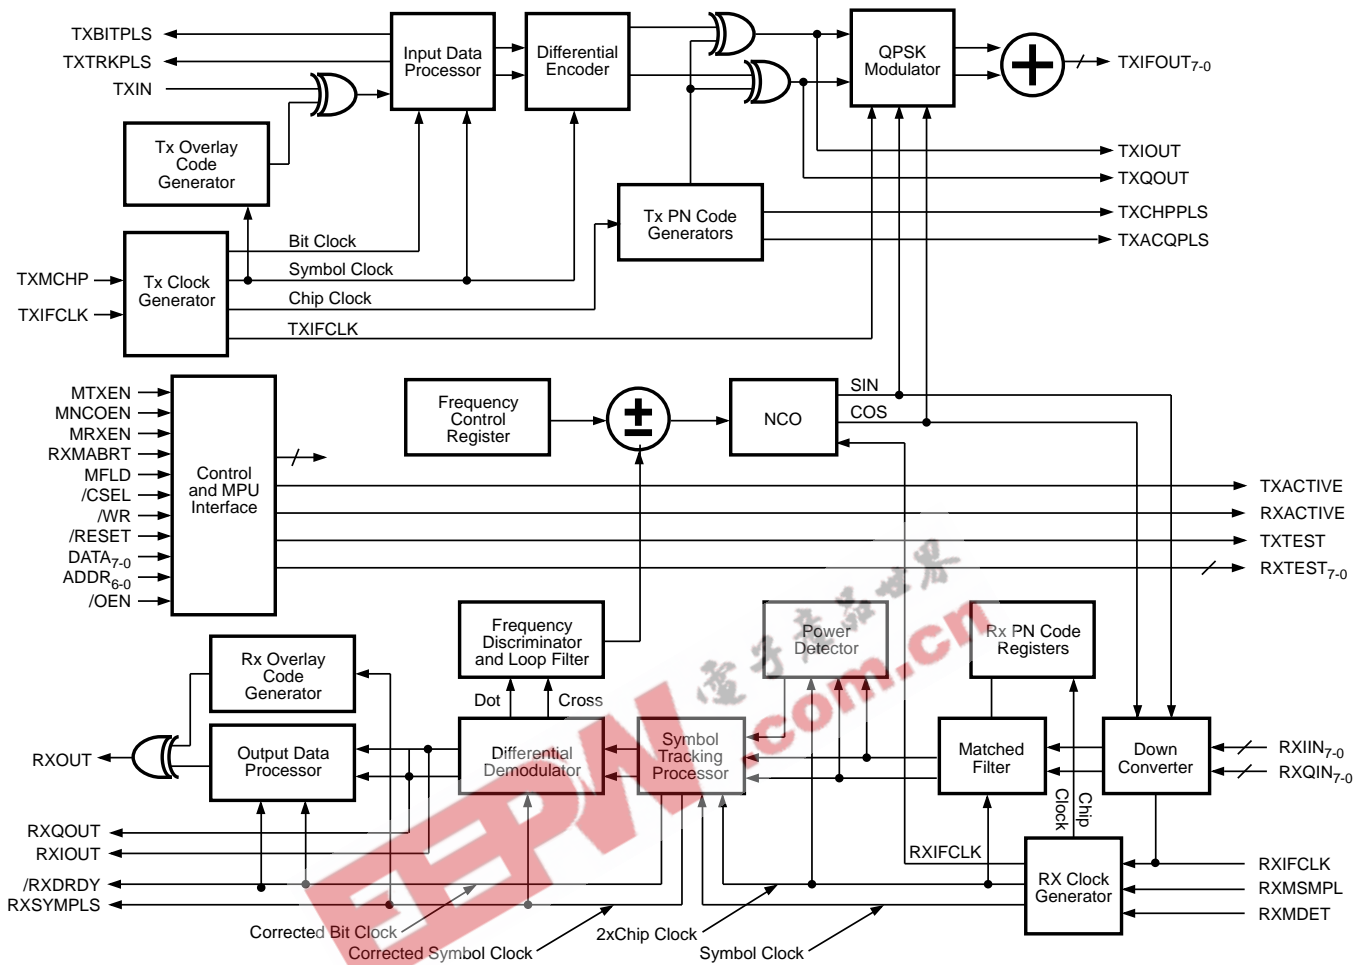 TXBITPLS
TXTRKPLS
TXIN
Input Data
Processor
Differential
Encoder
QPSK
Modulator
TXIFOUT7-0
Tx Overlay
Code
Generator
TXIOUT
TXQOUT
Tx PN Code
Generators
TXCHPPLS
TXACQPLS
TXMCHP
TXIFCLK
Tx Clock
Generator
Bit Clock
Symbol Clock
Chip Clock
TXIFCLK
MTXEN
MNCOEN
MRXEN
RXMABRT
MFLD
/CSEL
/WR
/RESET
DATA7-0
ADDR6-0
/OEN
Control
and MPU
Interface
Frequency
Control
Register
NCO
SIN
COS
TXACTIVE
RXACTIVE
TXTEST
RXTEST7-0
Rx Overlay
Code
Generator
Frequency
Discriminator
and Loop Filter
Dot
Cross
Power
Detector
Rx PN Code
Registers
RXOUT
Output Data
Processor
Differential
Demodulator
Symbol
Tracking
Processor
Matched
Filter
Down
Converter
RXIIN7-0
RXQIN7-0
Chip
Clock
RXQOUT
RXIOUT
/RXDRDY
RXSYMPLS
RXIFCLK
RX Clock
Generator
RXIFCLK
RXMSMPL
RXMDET
Corrected Bit Clock
Corrected Symbol Clock
2xChip Clock
Symbol Clock
EEPW
.com.cn
電子產品世界